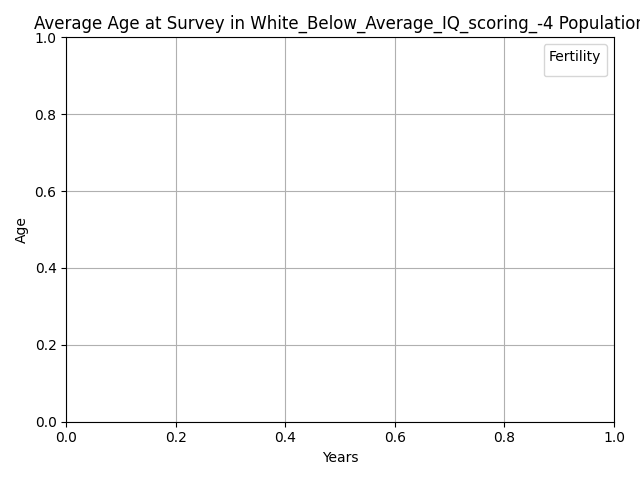 Average Age at Survey in White_Below_Average_IQ_scoring_-4 Population
Fertility
1.0
0.8
0.6
0.4
0.2
0.0
Age
0.0 0.2 0.4 0.6 0.8 1.0
Years